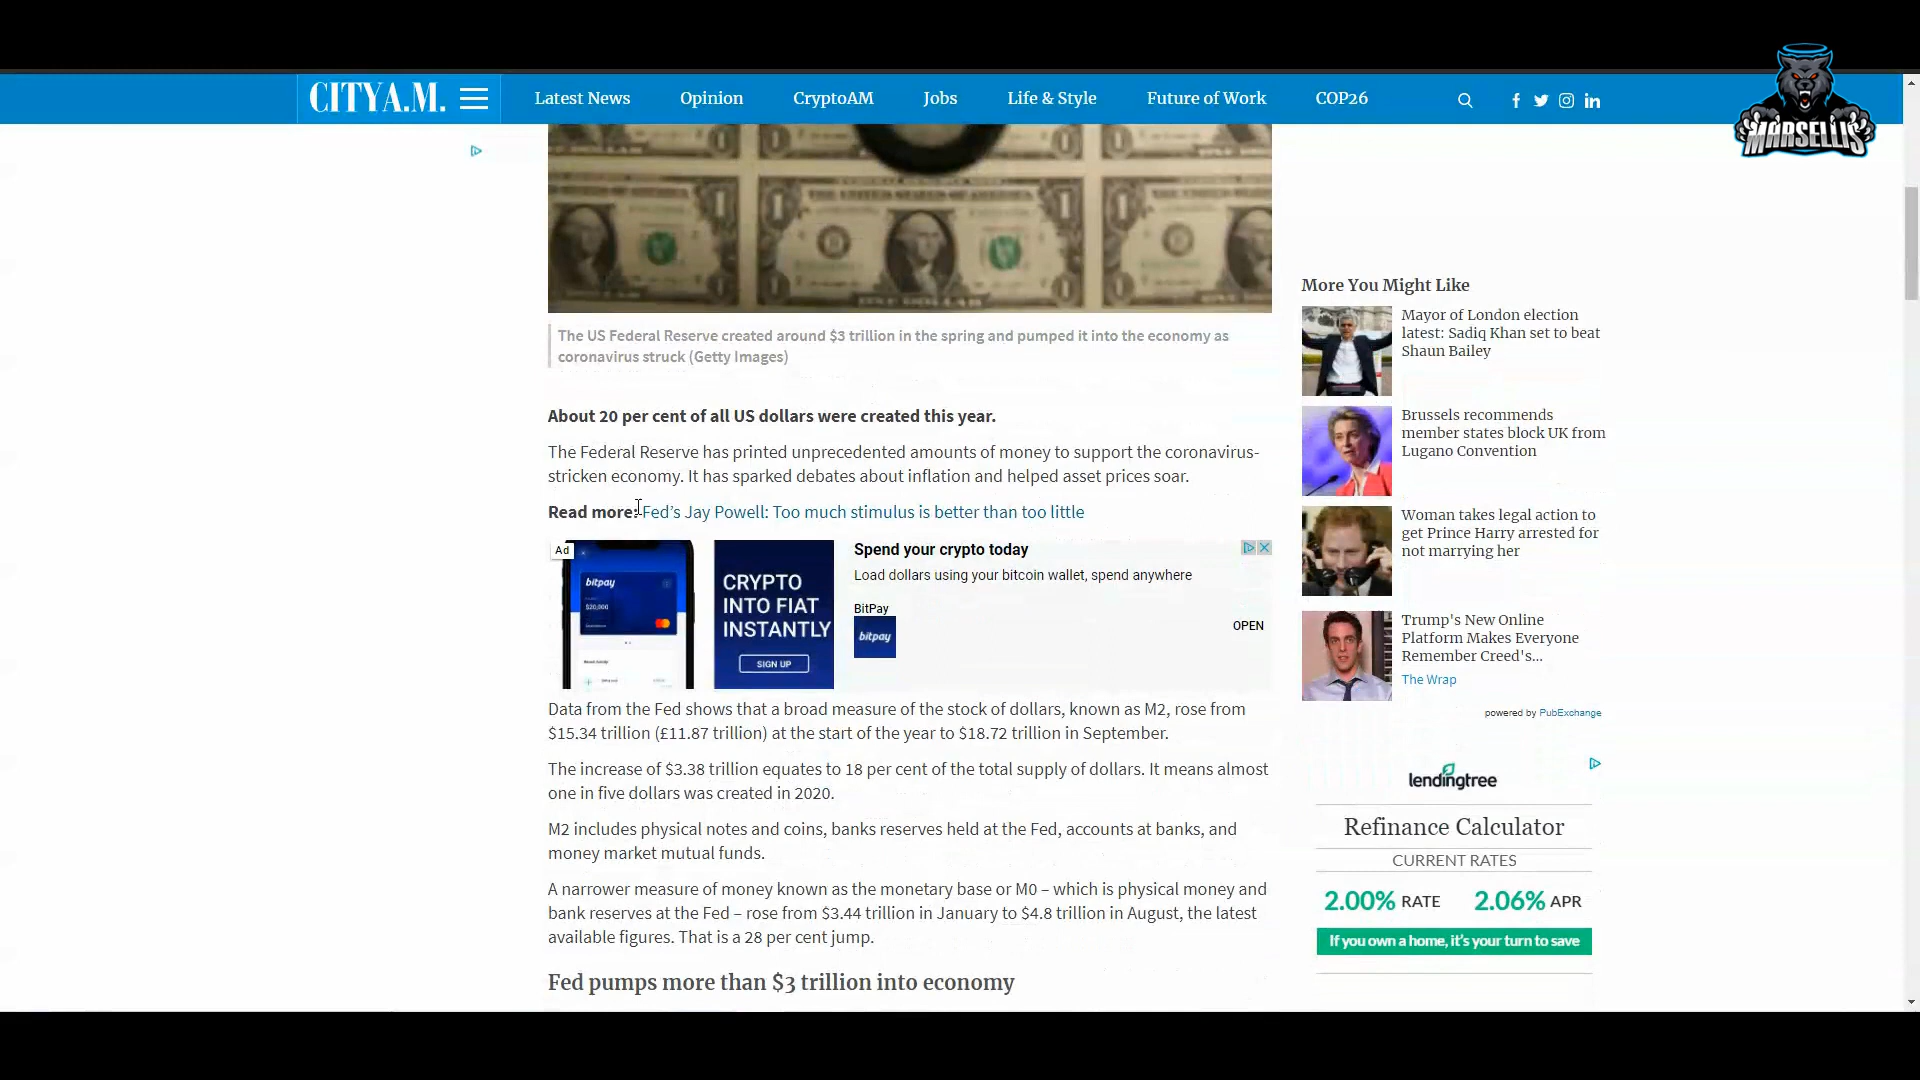 CITYA.M.
Latest News
Opinion
CryptoAM
Jobs
Life & Style
Future of Work
COP26
MARSELLIS
The US Federal Reserve created around $3 trillion in the spring and pumped it into the economy as
coronavirus struck (Getty Images)
About 20 per cent of all US dollars were created this year.
The Federal Reserve has printed unprecedented amounts of money to support the coronavirus-
stricken economy. It has sparked debates about inflation and helped asset prices soar.
Read more: Fed's Jay Powell: Too much stimulus is better than too little
Ad
bitpay
$20,000
CRYPTO
INTO FIAT
INSTANTLY
SIGN UP
Spend your crypto today
Load dollars using your bitcoin wallet, spend anywhere
BitPay
bitpay
OPEN
Data from the Fed shows that a broad measure of the stock of dollars, known as M2, rose from
$15.34 trillion (£11.87 trillion) at the start of the year to $18.72 trillion in September.
The increase of $3.38 trillion equates to 18 per cent of the total supply of dollars. It means almost
one in five dollars was created in 2020.
M2 includes physical notes and coins, banks reserves held at the Fed, accounts at banks, and
money market mutual funds.
A narrower measure of money known as the monetary base or M0 – which is physical money and
bank reserves at the Fed – rose from $3.44 trillion in January to $4.8 trillion in August, the latest
available figures. That is a 28 per cent jump.
Fed pumps more than $3 trillion into economy
More You Might Like
Mayor of London election
latest: Sadiq Khan set to beat
Shaun Bailey
Brussels recommends
member states block UK from
Lugano Convention
Woman takes legal action to
get Prince Harry arrested for
not marrying her
Trump's New Online
Platform Makes Everyone
Remember Creed's...
The Wrap
powered by PubExchange
lendingtree
Refinance Calculator
CURRENT RATES
2.00% RATE 2.06% APR
If you own a home, it's your turn to save